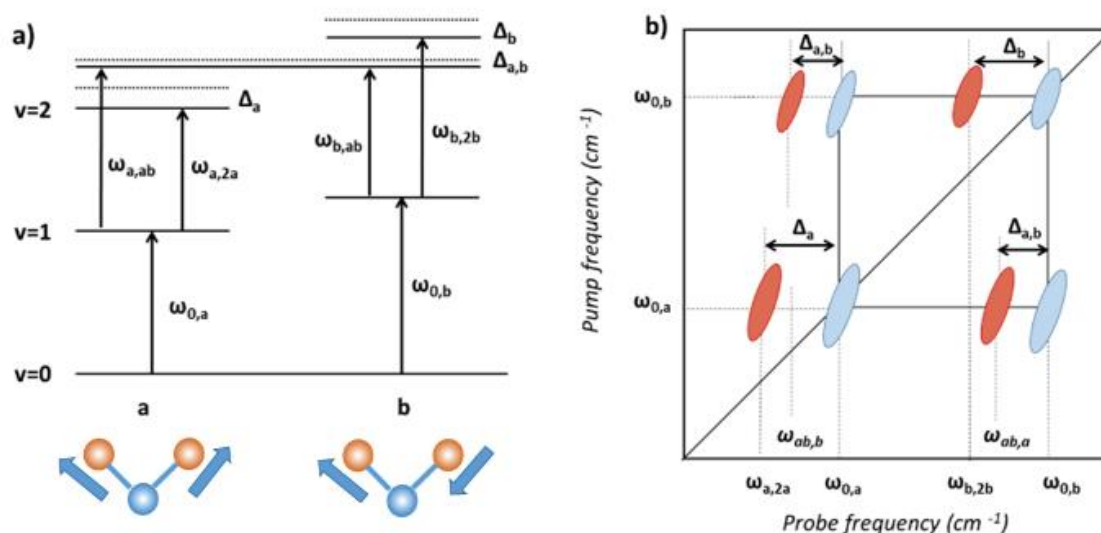 a)
Δb
Δa,b
v=2
Δa
ωa,ab
ωa,2a
ωb,ab
ωb,2b
v=1
ω0,a
ω0,b
v=0
a
b
b)
Δa,b
Δb
ω0,b
Δa
Δa,b
ω0,a
Pump frequency (cm -1)
ωab,b
ωab,a
ωa,2a
ω0,a
ωb,2b
ω0,b
Probe frequency (cm -1)